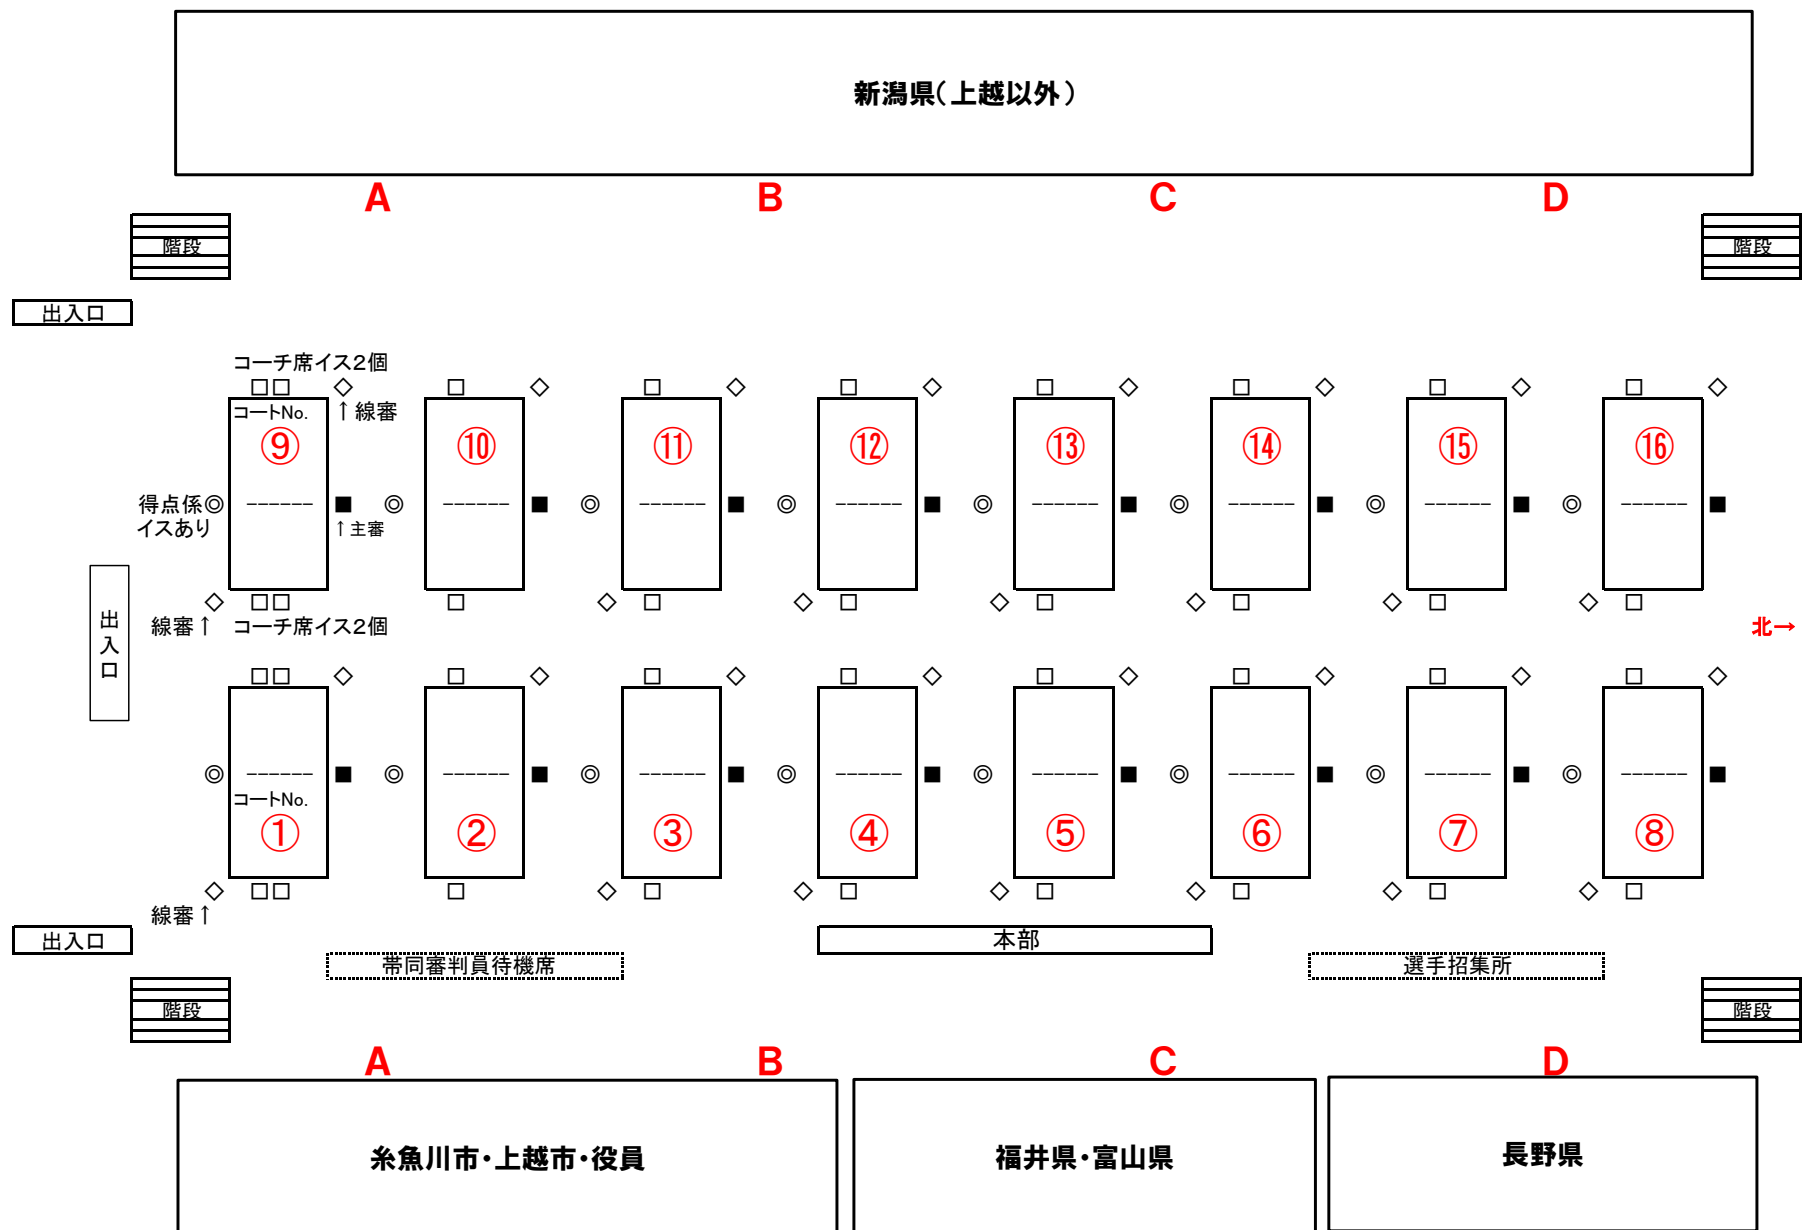 新潟県(上越以外)
A B C D
階段 階段
出入口
コーチ席イス2個
□□ ◇ □ ◇ □ ◇ □ ◇ □ ◇ □ ◇ □ ◇ □ ◇
コートNo. ↑線審
⑨ ⑩ ⑪ ⑫ ⑬ ⑭ ⑮ ⑯
得点係◎ ------ ■ ◎ ------ ■ ◎ ------ ■ ◎ ------ ■ ◎ ------ ■ ◎ ------ ■ ◎ ------ ■ ◎ ------ ■
イスあり ↑主審
◇ □□ □ ◇ □ ◇ □ ◇ □ ◇ □ ◇ □ ◇ □
出入口
線審↑ コーチ席イス2個 北→
□□ ◇ □ ◇ □ ◇ □ ◇ □ ◇ □ ◇ □ ◇ □ ◇
◎ ------ ■ ◎ ------ ■ ◎ ------ ■ ◎ ------ ■ ◎ ------ ■ ◎ ------ ■ ◎ ------ ■ ◎ ------ ■
コートNo.
① ② ③ ④ ⑤ ⑥ ⑦ ⑧
◇ □□ □ ◇ □ ◇ □ ◇ □ ◇ □ ◇ □ ◇ □
線審↑
出入口 本部
帯同審判員待機席 選手招集所
階段 階段
A B C D
糸魚川市・上越市・役員 福井県・富山県 長野県